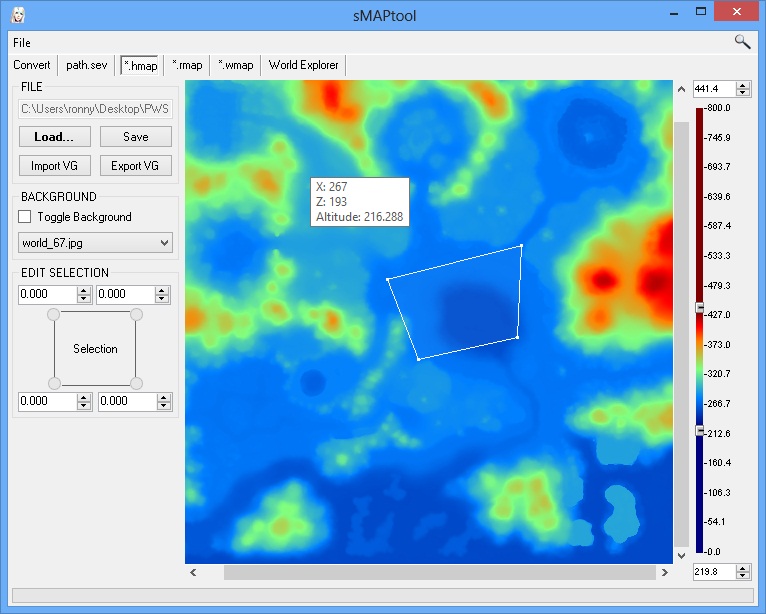 sMAPtool
File
Convert path.sev *.hmap *.rmap *.wmap World Explorer
FILE
C:\Users\ronny\Desktop\PWS
Load... Save
Import VG Export VG
BACKGROUND
Toggle Background
world_67.jpg
EDIT SELECTION
0.000 0.000
Selection
0.000 0.000
X: 267
Z: 193
Altitude: 216.288
441.4
800.0
745.9
693.7
639.6
587.4
533.3
479.2
427.0
373.0
320.7
266.7
212.6
160.4
106.3
54.1
0.0
219.8